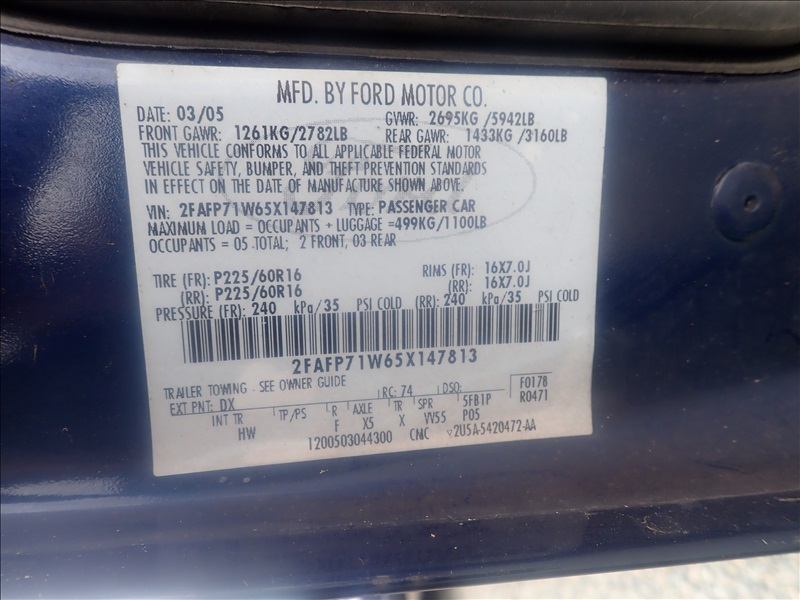 MFD. BY FORD MOTOR CO.
DATE: 03/05 GVWR: 2695KG /5942LB
FRONT GAWR: 1261KG/2782LB REAR GAWR: 1433KG /3160LB
THIS VEHICLE CONFORMS TO ALL APPLICABLE FEDERAL MOTOR
VEHICLE SAFETY, BUMPER, AND THEFT PREVENTION STANDARDS
IN EFFECT ON THE DATE OF MANUFACTURE SHOWN ABOVE.
VIN: 2FAFP71W65X147813 TYPE: PASSENGER CAR
MAXIMUM LOAD = OCCUPANTS + LUGGAGE =499KG/1100LB
OCCUPANTS = 05 TOTAL; 2 FRONT, 03 REAR
TIRE (FR): P225/60R16 RIMS (FR): 16X7.0J
(RR): P225/60R16 (RR): 16X7.0J
PRESSURE (FR): 240 kPa/35 PSI COLD (RR): 240 kPa/35 PSI COLD
2FAFP71W65X147813
TRAILER TOWING - SEE OWNER GUIDE
EXT PNT: DX RC: 74 DSO: F0178
R0471
INT TR TP/PS R AXLE TR SPR 5FB1P
HW F X5 X VV55 P05
1200503044300 CMC 2U5A-5420472-AA